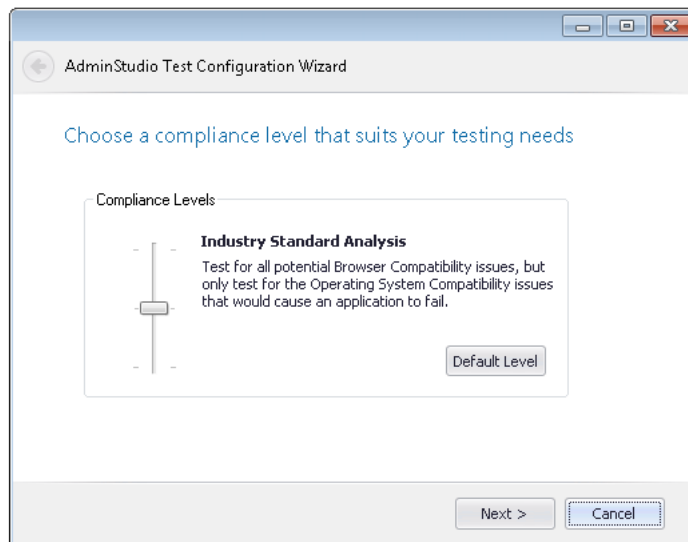 AdminStudio Test Configuration Wizard
Choose a compliance level that suits your testing needs
Compliance Levels
Industry Standard Analysis
Test for all potential Browser Compatibility issues, but
only test for the Operating System Compatibility issues
that would cause an application to fail.
Default Level
Next >
Cancel